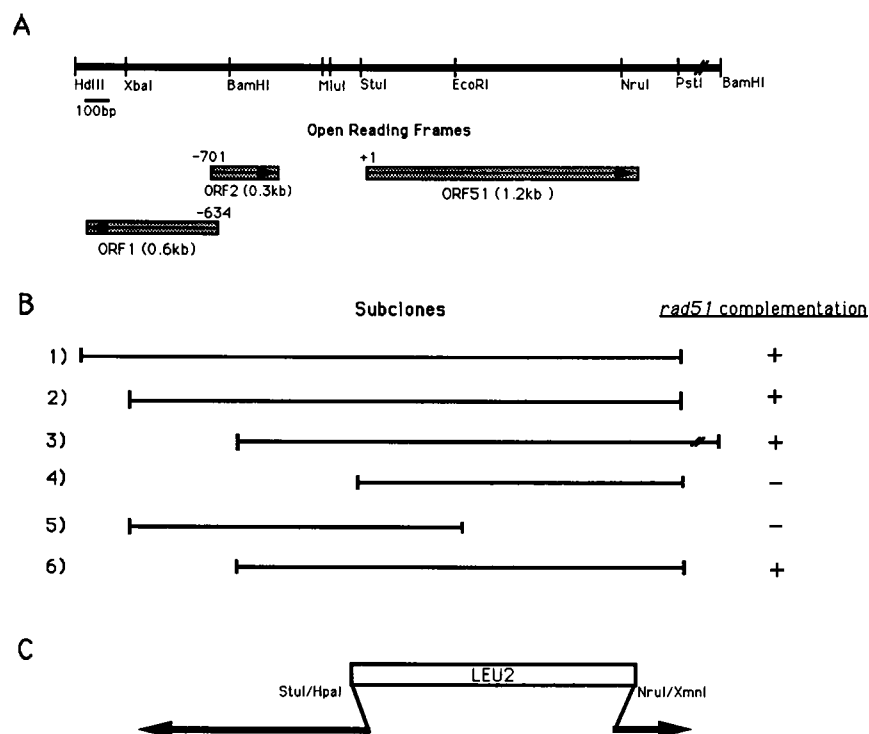 A
HdIII XbaI BamHI MluI StuI EcoRI NruI PstI BamHI
100bp
Open Reading Frames
-701 +1
ORF2 (0.3kb) ORF51 (1.2kb )
-634
ORF1 (0.6kb)
B Subclones rad51 complementation
1) +
2) +
3) +
4) –
5) –
6) +
C
LEU2
StuI/HpaI NruI/XmnI